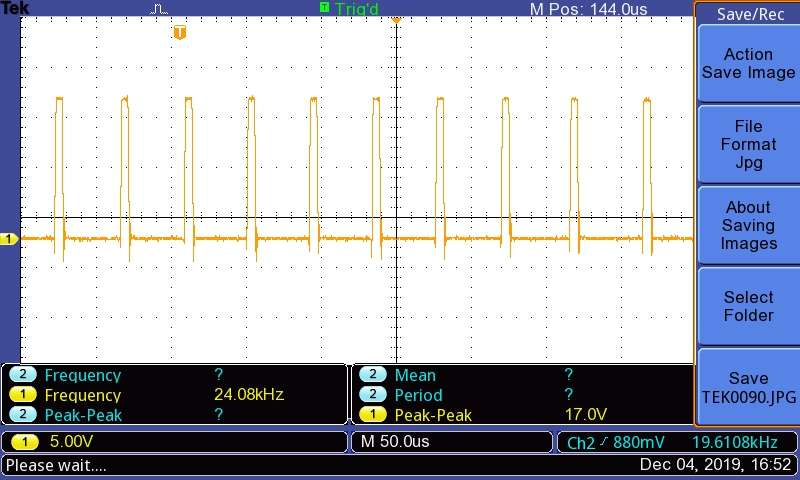 Tek
T Trig'd
M Pos: 144.0us
Save/Rec
T
Action
Save Image
File
Format
Jpg
About
Saving
Images
Select
Folder
Save
TEK0090.JPG
1
2 Frequency ?
1 Frequency 24.08kHz
2 Peak-Peak ?
2 Mean ?
2 Period ?
1 Peak-Peak 17.0V
1 5.00V
M 50.0us
Ch2 880mV 19.6108kHz
Please wait....
Dec 04, 2019, 16:52